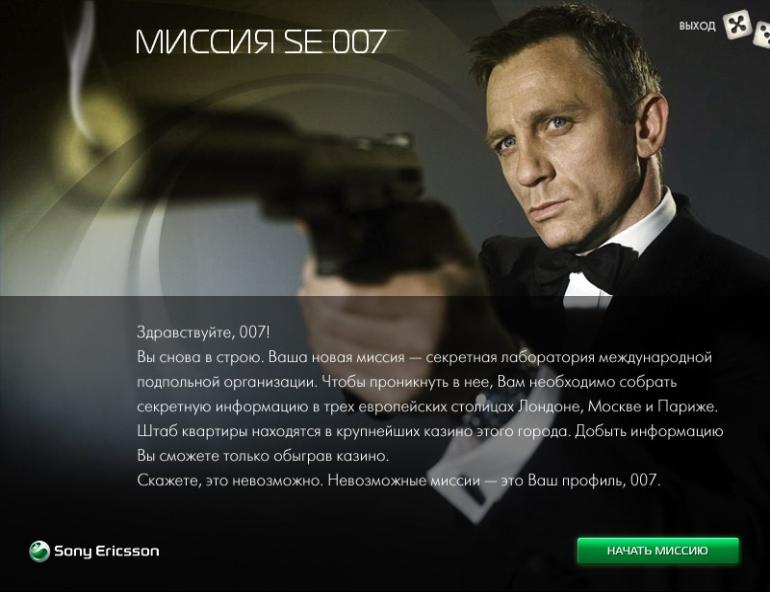 МИССИЯ SE 007
ВЫХОД
Здравствуйте, 007!
Вы снова в строю. Ваша новая миссия — секретная лаборатория международной
подпольной организации. Чтобы проникнуть в нее, Вам необходимо собрать
секретную информацию в трех европейских столицах Лондоне, Москве и Париже.
Штаб квартиры находятся в крупнейших казино этого города. Добыть информацию
Вы сможете только обыграв казино.
Скажете, это невозможно. Невозможные миссии — это Ваш профиль, 007.
Sony Ericsson
НАЧАТЬ МИССИЮ